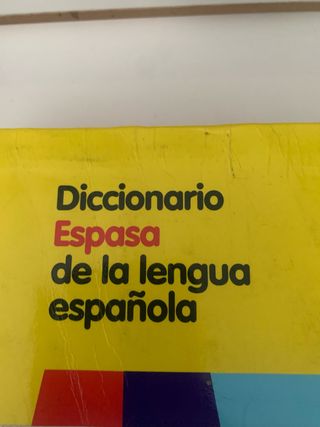 Diccionario
Espasa
de la lengua
española